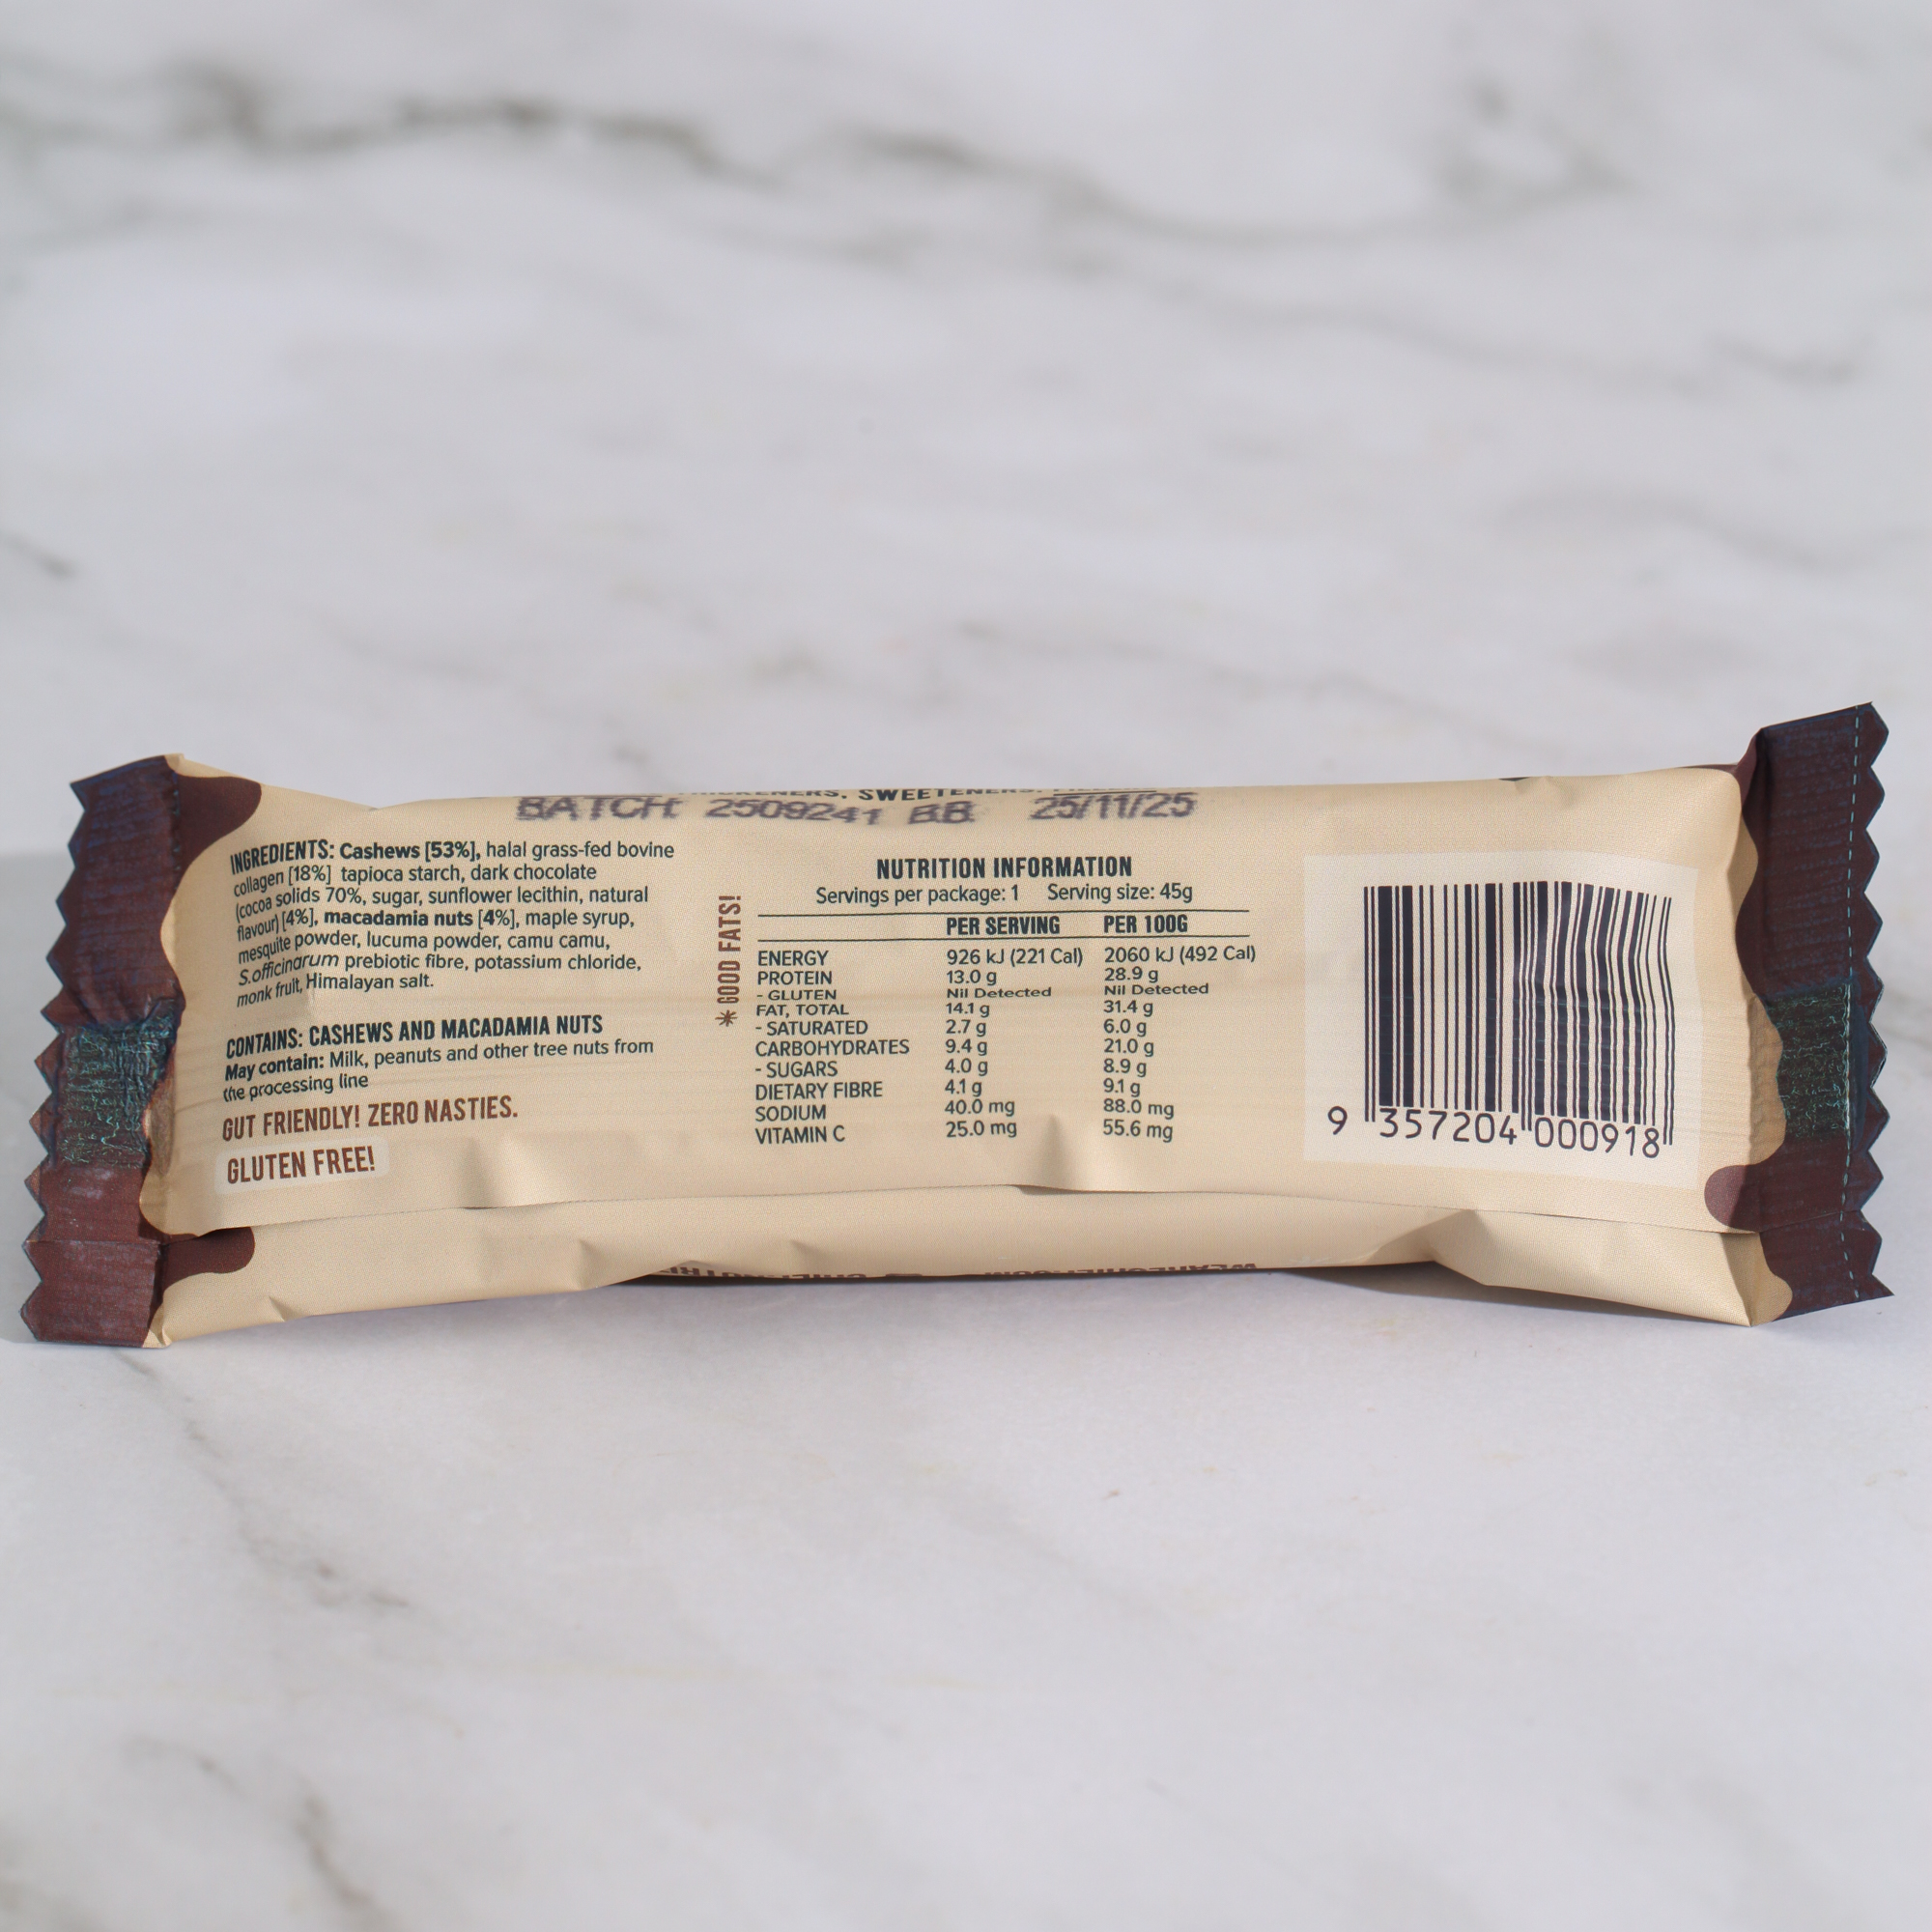 SWEETENERS,
BATCH: 2509241 B.B. 25/11/25
INGREDIENTS: Cashews [53%], halal grass-fed bovine
collagen [18%] tapioca starch, dark chocolate
(cocoa solids 70%, sugar, sunflower lecithin, natural
flavour) [4%], macadamia nuts [4%], maple syrup,
mesquite powder, lucuma powder, camu camu,
S.officinarum prebiotic fibre, potassium chloride,
monk fruit, Himalayan salt.
CONTAINS: CASHEWS AND MACADAMIA NUTS
May contain: Milk, peanuts and other tree nuts from
the processing line
GUT FRIENDLY! ZERO NASTIES.
GLUTEN FREE!
* GOOD FATS!
NUTRITION INFORMATION
Servings per package: 1 Serving size: 45g
PER SERVING PER 100G
ENERGY 926 kJ (221 Cal) 2060 kJ (492 Cal)
PROTEIN 13.0 g 28.9 g
- GLUTEN Nil Detected Nil Detected
FAT, TOTAL 14.1 g 31.4 g
- SATURATED 2.7 g 6.0 g
CARBOHYDRATES 9.4 g 21.0 g
- SUGARS 4.0 g 8.9 g
DIETARY FIBRE 4.1 g 9.1 g
SODIUM 40.0 mg 88.0 mg
VITAMIN C 25.0 mg 55.6 mg
9 357204 000918